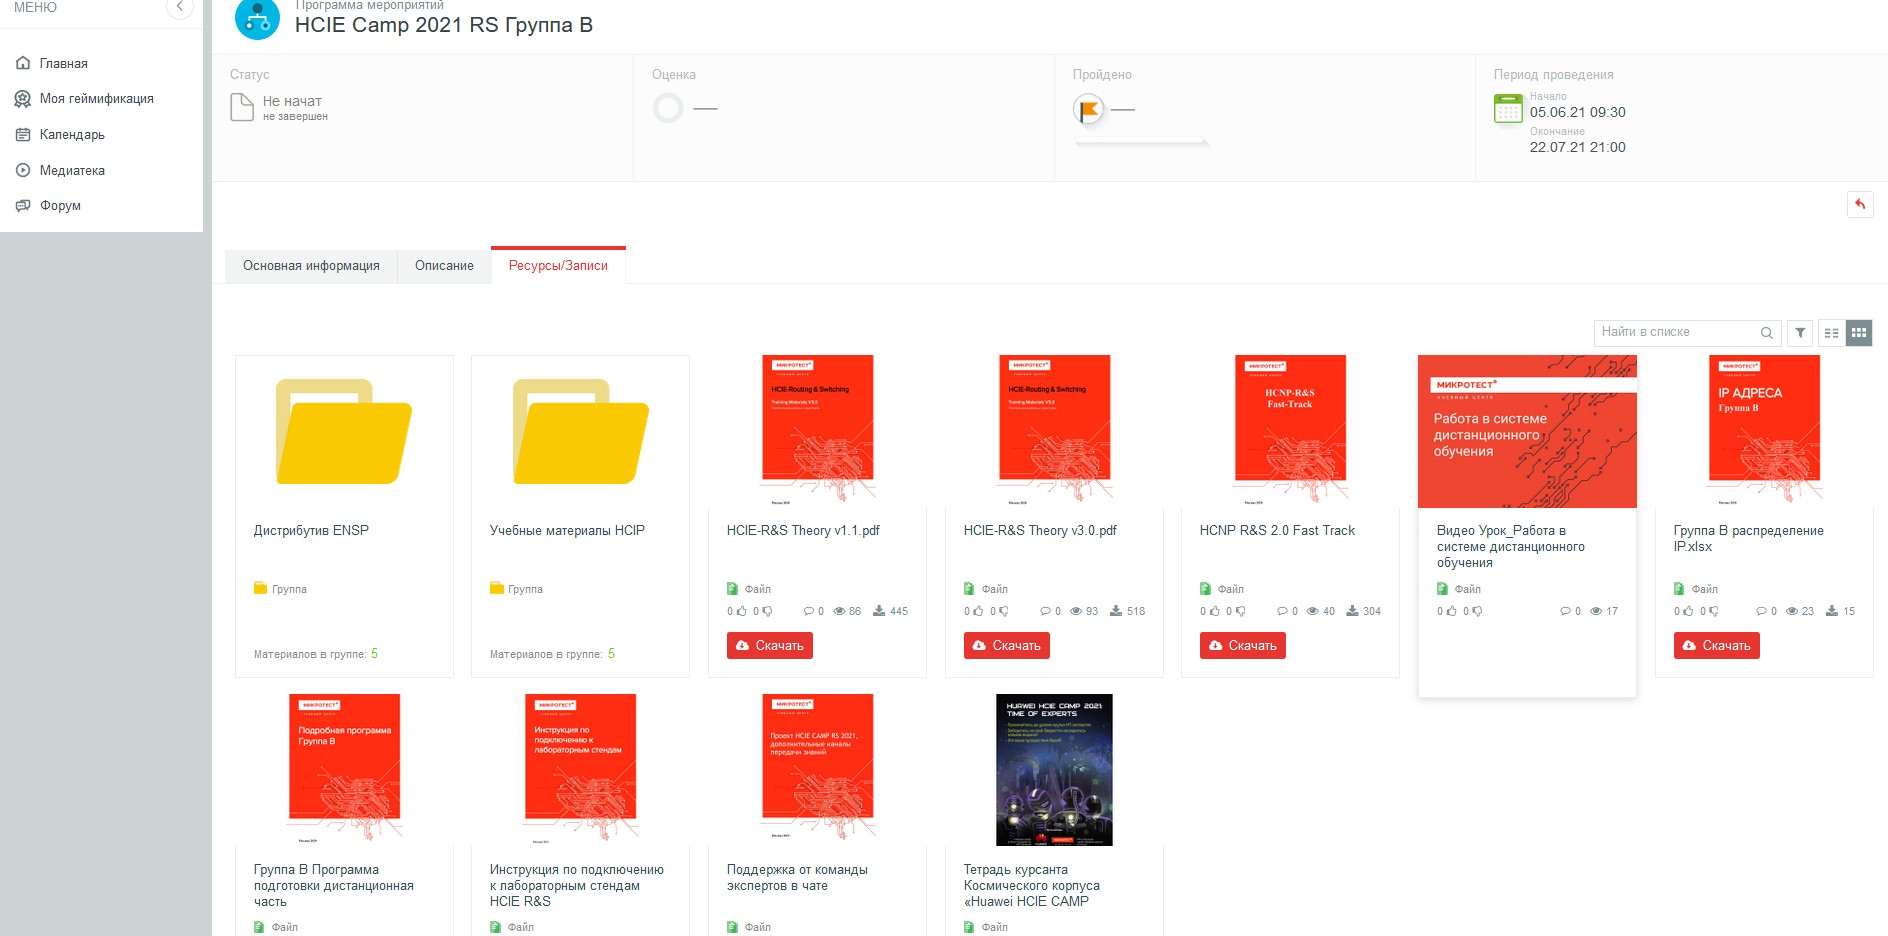 МЕНЮ
Главная
Моя геймификация
Календарь
Медиатека
Форум
Программа мероприятий
HCIE Camp 2021 RS Группа B
Статус
Не начат
не завершен
Оценка
Пройдено
Период проведения
Начало
05.06.21 09:30
Окончание
22.07.21 21:00
Основная информация
Описание
Ресурсы/Записи
Найти в списке
Дистрибутив ENSP
Группа
Материалов в группе: 5
Учебные материалы HCIP
Группа
Материалов в группе: 5
МИКРОТЕСТ
HCIE-Routing & Switching
Training Materials V3.0
HCIE-R&S Theory v1.1.pdf
Файл
0 0 0 86 445
Скачать
МИКРОТЕСТ
HCIE-Routing & Switching
Training Materials V3.0
HCIE-R&S Theory v3.0.pdf
Файл
0 0 0 93 518
Скачать
МИКРОТЕСТ
HCNP-R&S
Fast-Track
HCNP R&S 2.0 Fast Track
Файл
0 0 0 40 304
Скачать
МИКРОТЕСТ
УЧЕБНЫЙ ЦЕНТР
Работа в системе
дистанционного
обучения
Видео Урок_Работа в
системе дистанционного
обучения
Файл
0 0 0 17
МИКРОТЕСТ
IP АДРЕСА
Группа B
Группа B распределение
IP.xlsx
Файл
0 0 0 23 15
Скачать
МИКРОТЕСТ
Подробная программа
Группа B
Группа B Программа
подготовки дистанционная
часть
Файл
МИКРОТЕСТ
Инструкция по
подключению к
лабораторным стендам
Инструкция по подключению
к лабораторным стендам
HCIE R&S
Файл
МИКРОТЕСТ
Проект HCIE CAMP RS 2021,
дополнительные каналы
передачи знаний
Поддержка от команды
экспертов в чате
Файл
HUAWEI HCIE CAMP 2021:
TIME OF EXPERTS
Тетрадь курсанта
Космического корпуса
«Huawei HCIE CAMP
Файл